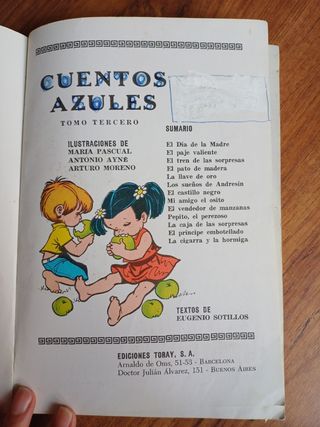 CUENTOS
AZULES
TOMO TERCERO
ILUSTRACIONES DE
MARIA PASCUAL
ANTONIO AYNÉ
ARTURO MORENO
SUMARIO
El Día de la Madre
El paje valiente
El tren de las sorpresas
El pato de madera
La llave de oro
Los sueños de Andresín
El castillo negro
Mi amigo el osito
El vendedor de manzanas
Pepito, el perezoso
La caja de las sorpresas
El príncipe embotellado
La cigarra y la hormiga
TEXTOS DE
EUGENIO SOTILLOS
EDICIONES TORAY, S. A.
Arnaldo de Oms, 51-53 - BARCELONA
Doctor Julián Álvarez, 151 - BUENOS AIRES